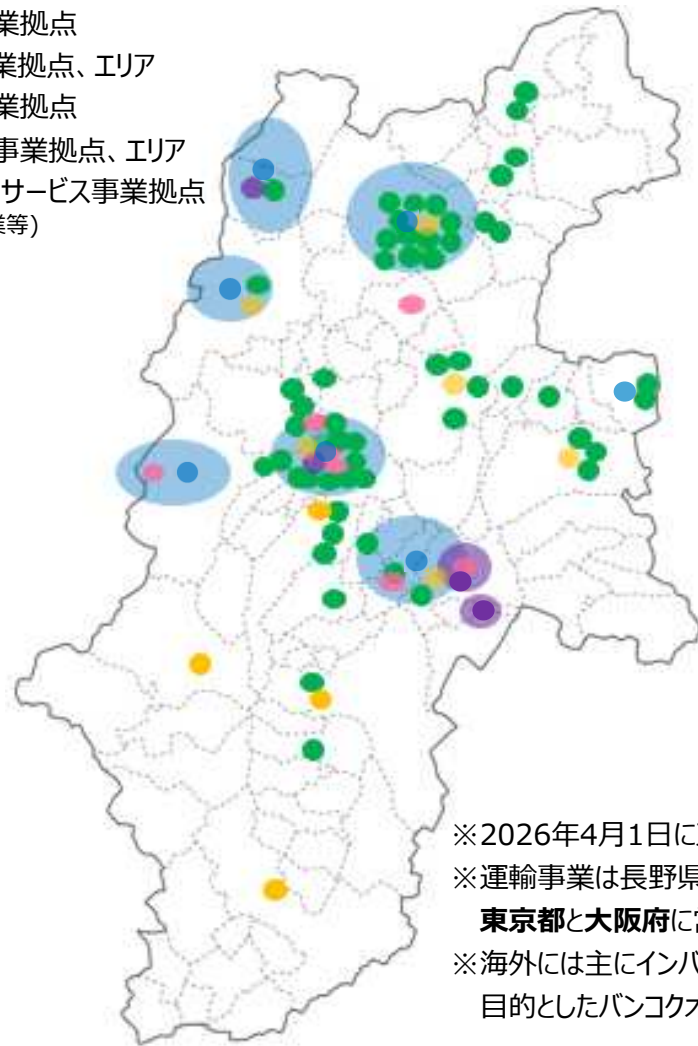 業拠点
業拠点、エリア
業拠点
事業拠点、エリア
サービス事業拠点
業等)
※2026年4月1日に
※運輸事業は長野県
東京都と大阪府に
※海外には主にインバ
目的としたバンコクオ